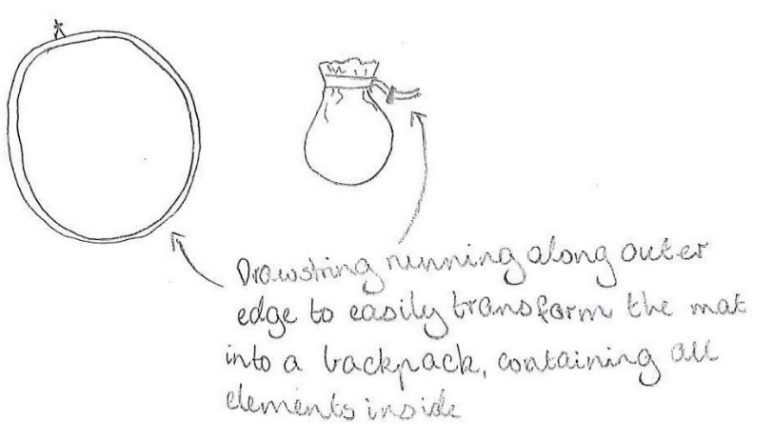 Drawstring running along outer
edge to easily transform the mat
into a backpack, containing all
elements inside